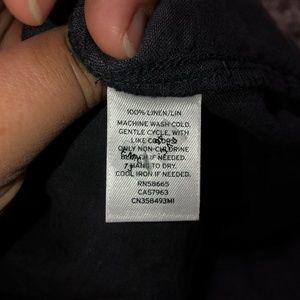 100% LINEN/LIN
MACHINE WASH COLD,
GENTLE CYCLE, WITH
LIKE COLORS
ONLY NON-CHLORINE
IF NEEDED.
HANG TO DRY.
COOL IRON IF NEEDED.
RN58665
CA57963
CN358493MI